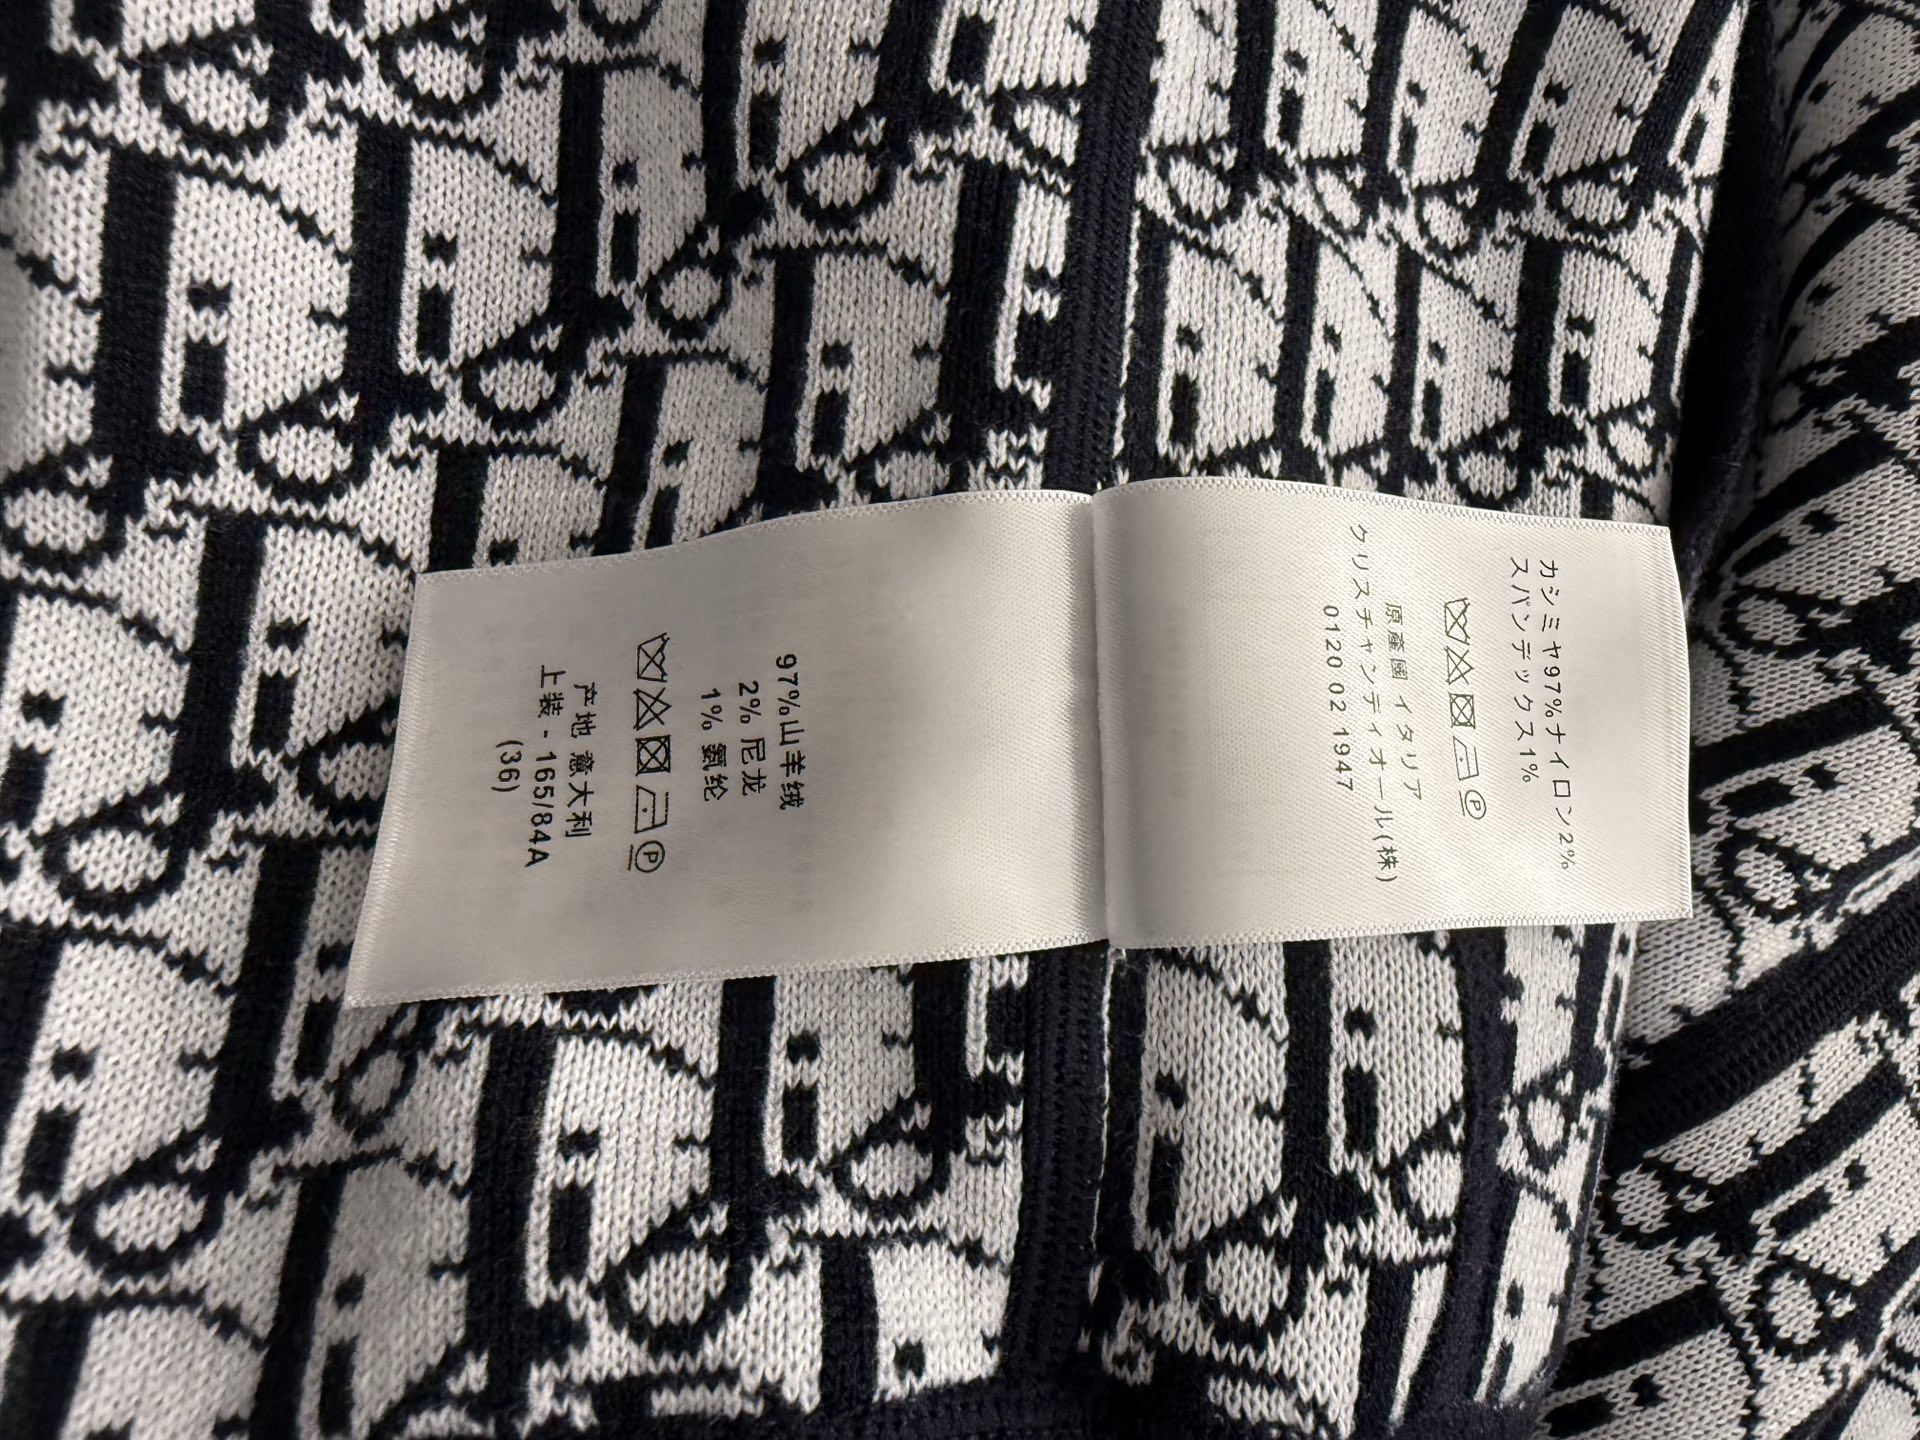 97%山羊绒
2% 尼龙
1% 氨纶
P
产地 意大利
上装 - 165/84A
(36)
カシミヤ97%ナイロン2%
スパンデックス1%
P
原産國 イタリア
クリスチャンディオール(株)
0120 02 1947